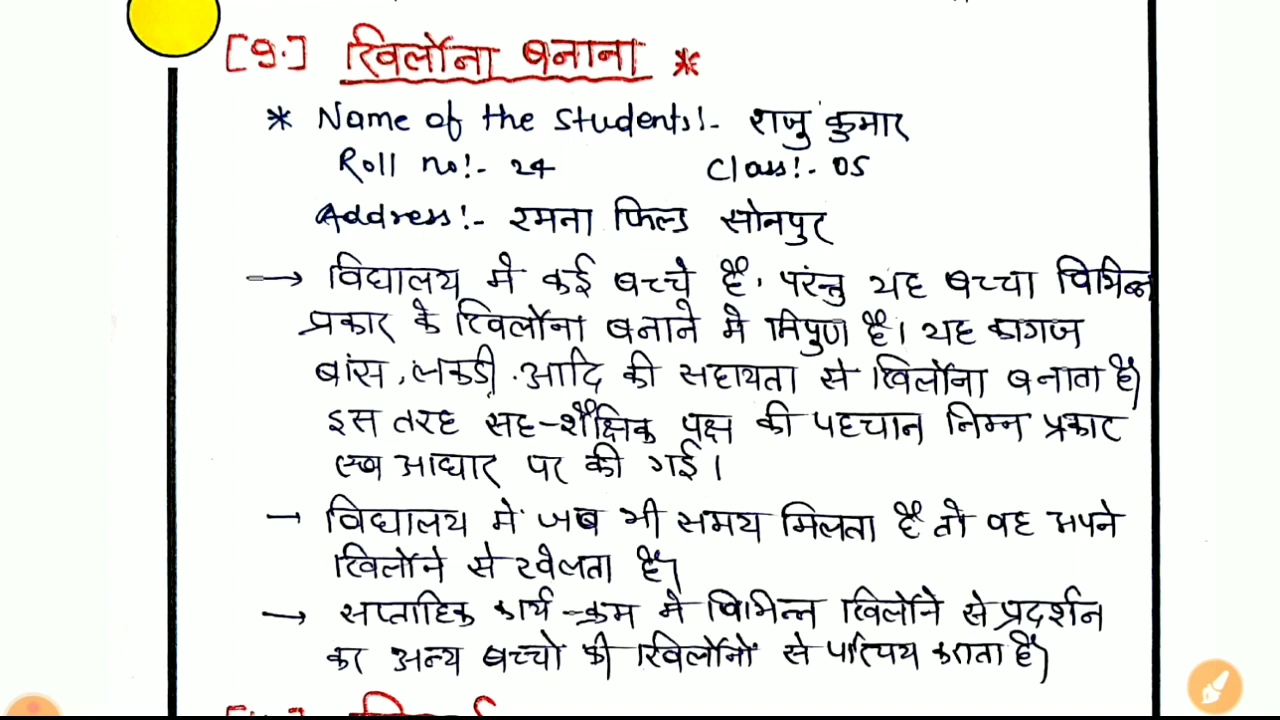 [9.] खिलौना बनाना *
* Name of the students:- राजु कुमार
Roll no:- 24 Class:- 05
Address:- रमना फिल्ड सोनपुर
→ विद्यालय में कई बच्चे हैं, परंन्तु यह बच्चा विभिन्न
प्रकार के खिलौना बनाने में निपुण है। यह कागज
बांस, लकडी, आदि की सहायता से खिलौना बनाता है।
इस तरह सह-शैक्षिक पक्ष की पहचान निम्न प्रकार
आधार पर की गई।
→ विद्यालय में जब भी समय मिलता है तो वह अपने
खिलौने से खेलता है।
→ सप्ताहिक कार्य-क्रम में विभिन्न खिलौने से प्रदर्शन
कर अन्य बच्चो को खिलौनों से परिचय कराता है।